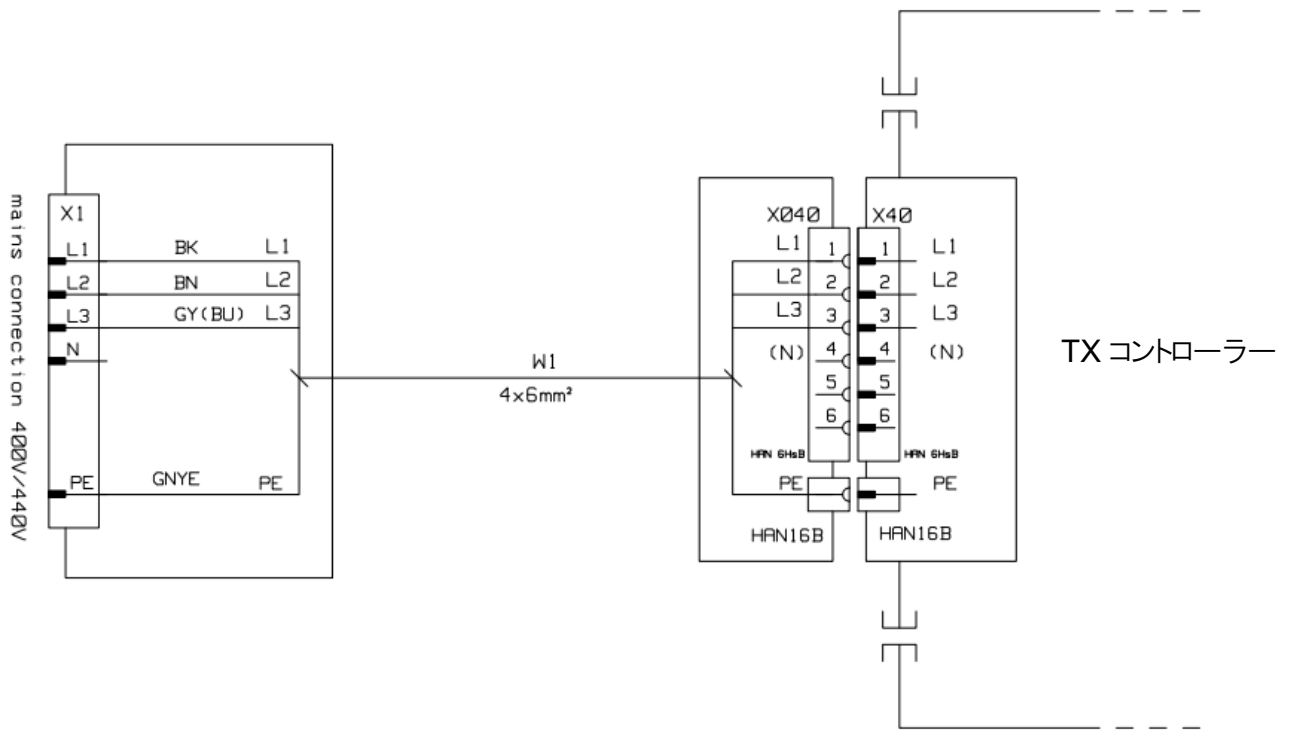 mains connection 400V/440V
X1
L1 BK L1
L2 BN L2
L3 GY(BU) L3
N
PE GNYE PE
W1
4x6mm²
X040 X40
L1 1 1 L1
L2 2 2 L2
L3 3 3 L3
(N) 4 4 (N)
5 5
6 6
HAN 6HsB HAN 6HsB
PE PE
HAN16B HAN16B
TX コントローラー